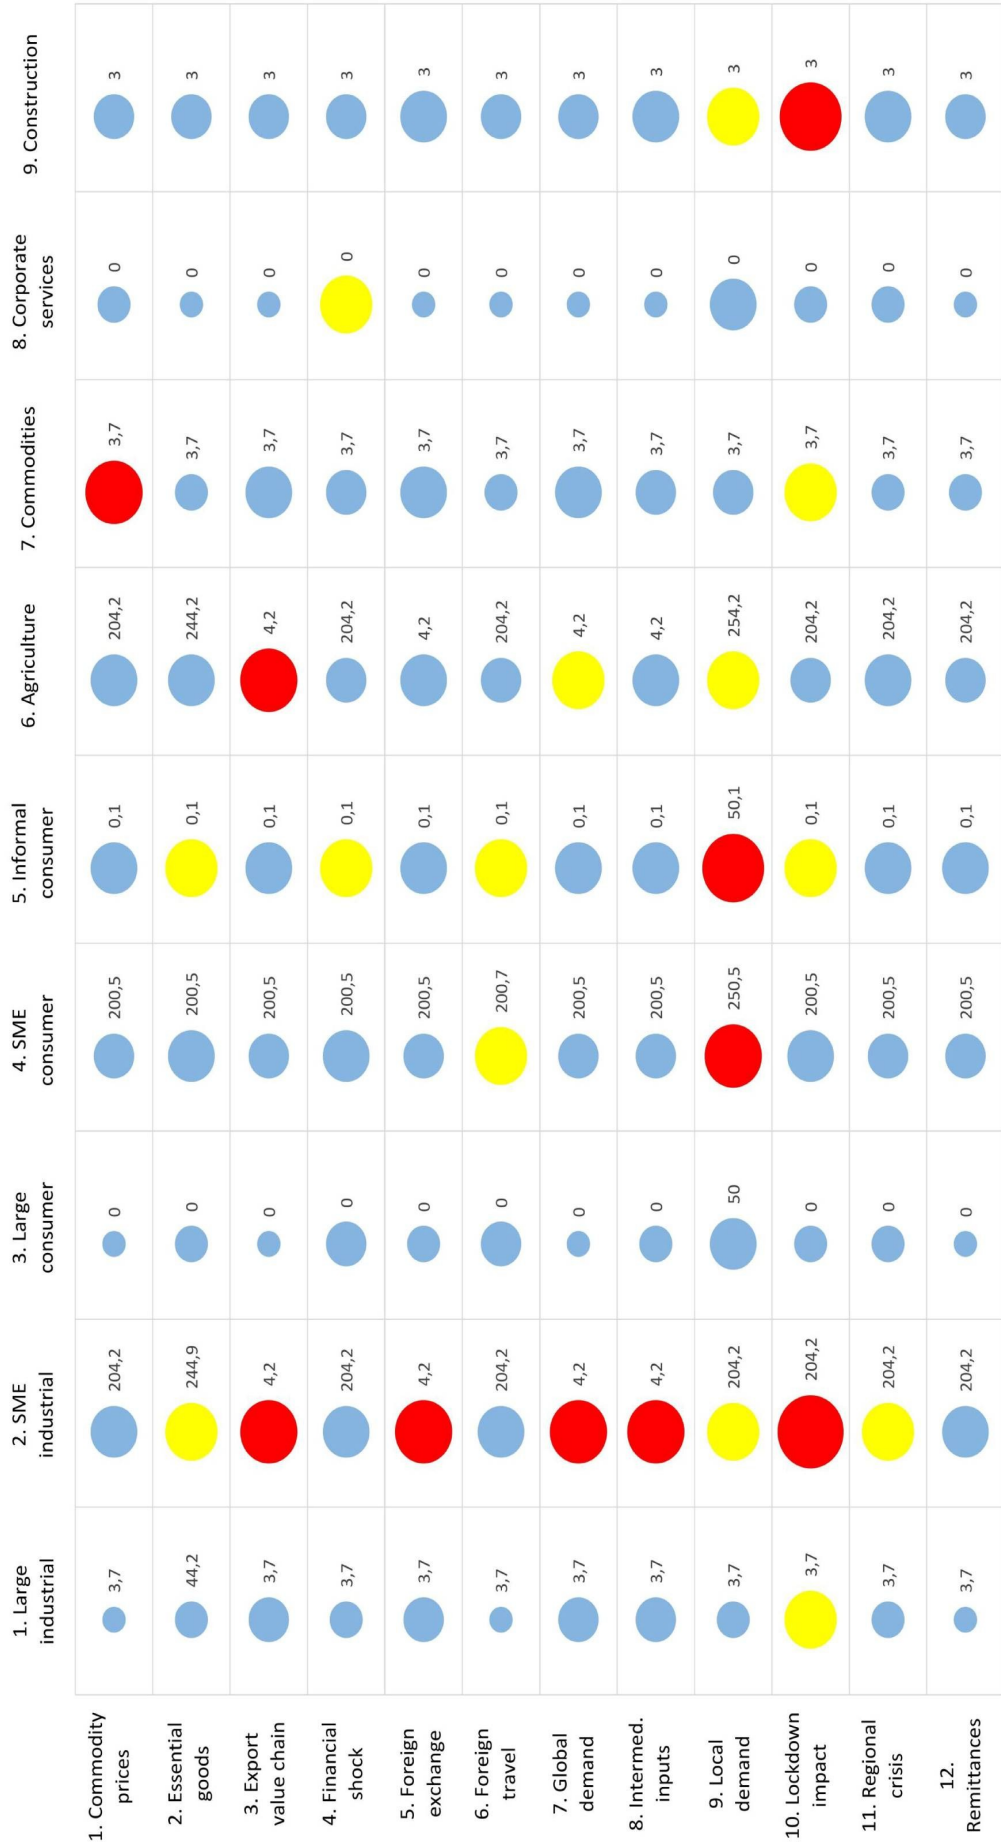 1. Large
industrial
2. SME
industrial
3. Large
consumer
4. SME
consumer
5. Informal
consumer
6. Agriculture
7. Commodities
8. Corporate
services
9. Construction
1. Commodity
prices
3,7
204,2
0
200,5
0,1
204,2
3,7
0
3
2. Essential
goods
44,2
244,9
0
200,5
0,1
244,2
3,7
0
3
3. Export
value chain
3,7
4,2
0
200,5
0,1
4,2
3,7
0
3
4. Financial
shock
3,7
204,2
0
200,5
0,1
204,2
3,7
0
3
5. Foreign
exchange
3,7
4,2
0
200,5
0,1
4,2
3,7
0
3
6. Foreign
travel
3,7
204,2
0
200,7
0,1
204,2
3,7
0
3
7. Global
demand
3,7
4,2
0
200,5
0,1
4,2
3,7
0
3
8. Intermed.
inputs
3,7
4,2
0
200,5
0,1
4,2
3,7
0
3
9. Local
demand
3,7
204,2
50
250,5
50,1
254,2
3,7
0
3
10. Lockdown
impact
3,7
204,2
0
200,5
0,1
204,2
3,7
0
3
11. Regional
crisis
3,7
204,2
0
200,5
0,1
204,2
3,7
0
3
12.
Remittances
3,7
204,2
0
200,5
0,1
204,2
3,7
0
3